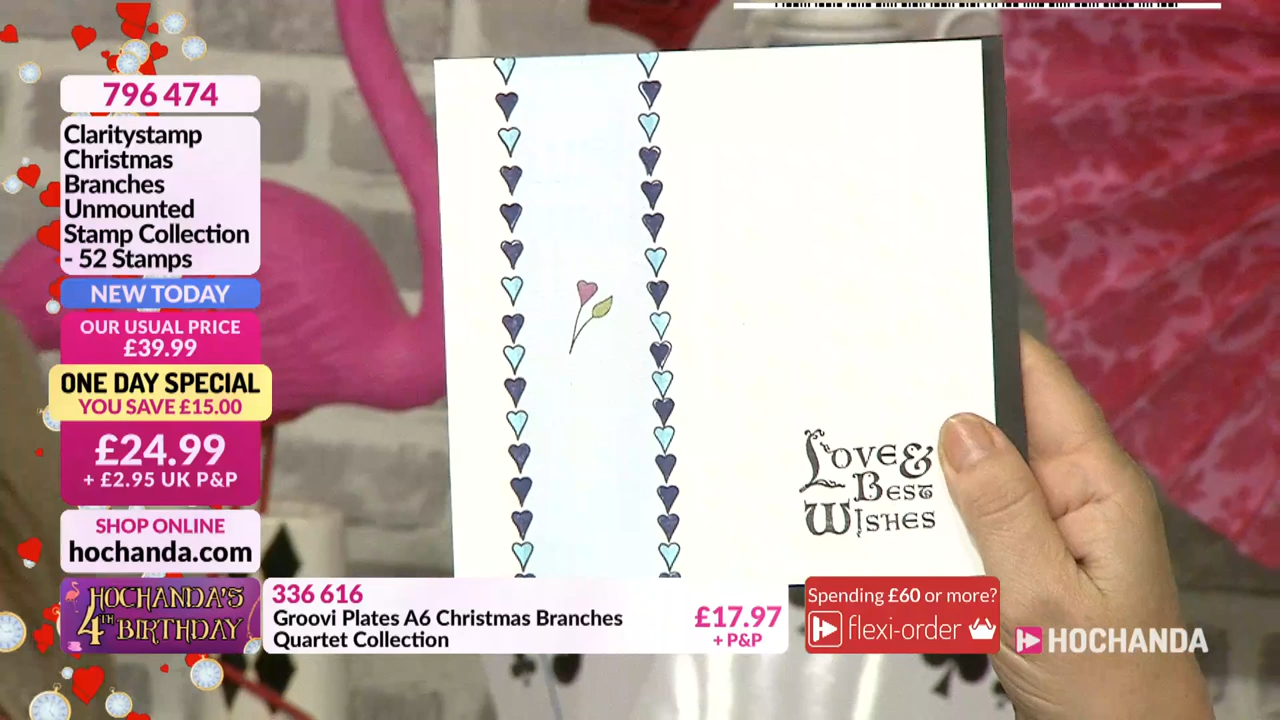 796 474
Claritystamp
Christmas
Branches
Unmounted
Stamp Collection
- 52 Stamps
NEW TODAY
OUR USUAL PRICE
£39.99
ONE DAY SPECIAL
YOU SAVE £15.00
£24.99
+ £2.95 UK P&P
SHOP ONLINE
hochanda.com
HOCHANDA'S
4TH BIRTHDAY
336 616
Groovi Plates A6 Christmas Branches
Quartet Collection
£17.97
+ P&P
Spending £60 or more?
flexi-order
HOCHANDA
LOVE &
BEST
WISHES